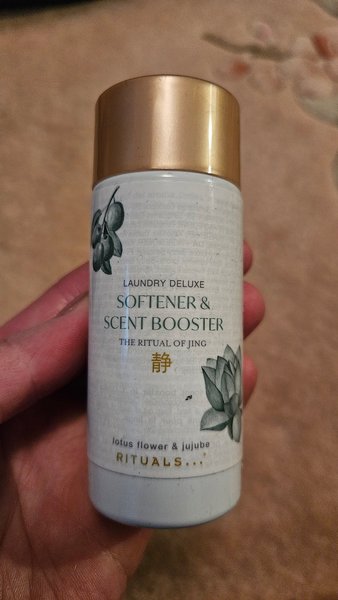 LAUNDRY DELUXE
SOFTENER &
SCENT BOOSTER
THE RITUAL OF JING
静
lotus flower & jujube
RITUALS...